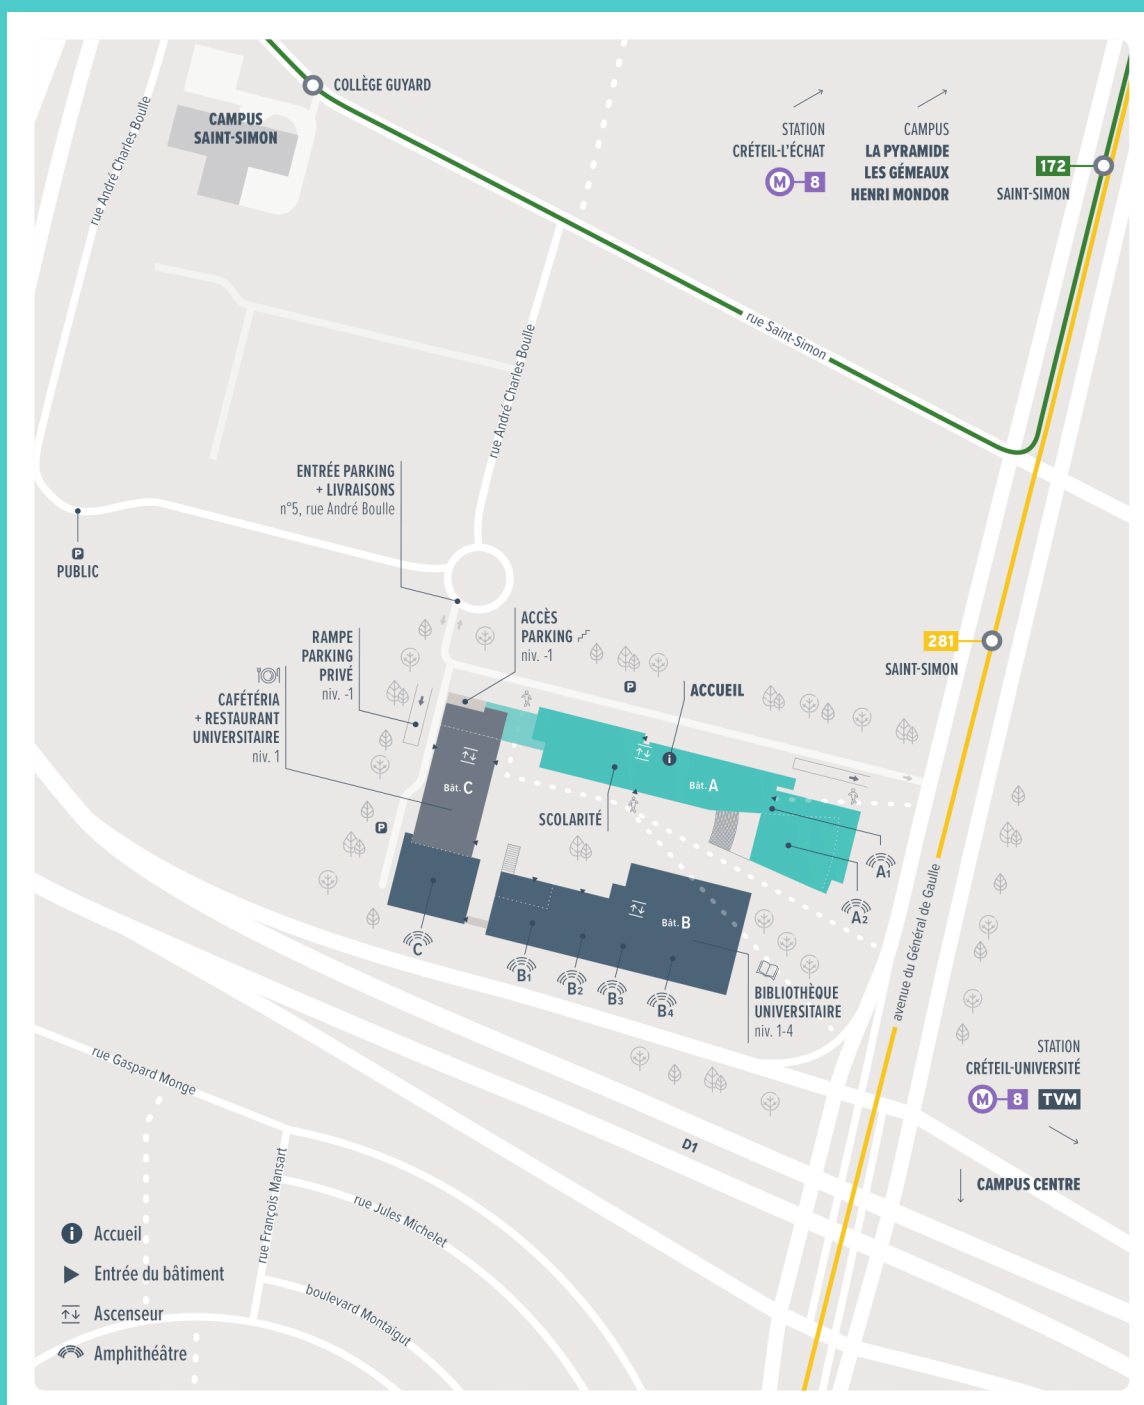 COLLÈGE GUYARD
CAMPUS
SAINT-SIMON
rue André Charles Boulle
STATION
CRÉTEIL-L'ÉCHAT
M 8
CAMPUS
LA PYRAMIDE
LES GÉMEAUX
HENRI MONDOR
172
SAINT-SIMON
rue Saint-Simon
rue André Charles Boulle
ENTRÉE PARKING
+ LIVRAISONS
n°5, rue André Boulle
P
PUBLIC
ACCÈS
PARKING
niv. -1
RAMPE
PARKING
PRIVÉ
niv. -1
281
SAINT-SIMON
CAFÉTÉRIA
+ RESTAURANT
UNIVERSITAIRE
niv. 1
P
ACCUEIL
i
Bât. A
Bât. C
SCOLARITÉ
P
A1
A2
avenue du Général de Gaulle
Bât. B
C
B1
B2
B3
B4
BIBLIOTHÈQUE
UNIVERSITAIRE
niv. 1-4
STATION
CRÉTEIL-UNIVERSITÉ
M 8 TVM
CAMPUS CENTRE
rue Gaspard Monge
D1
rue François Mansart
rue Jules Michelet
boulevard Montaigut
i Accueil
Entrée du bâtiment
Ascenseur
Amphithéâtre